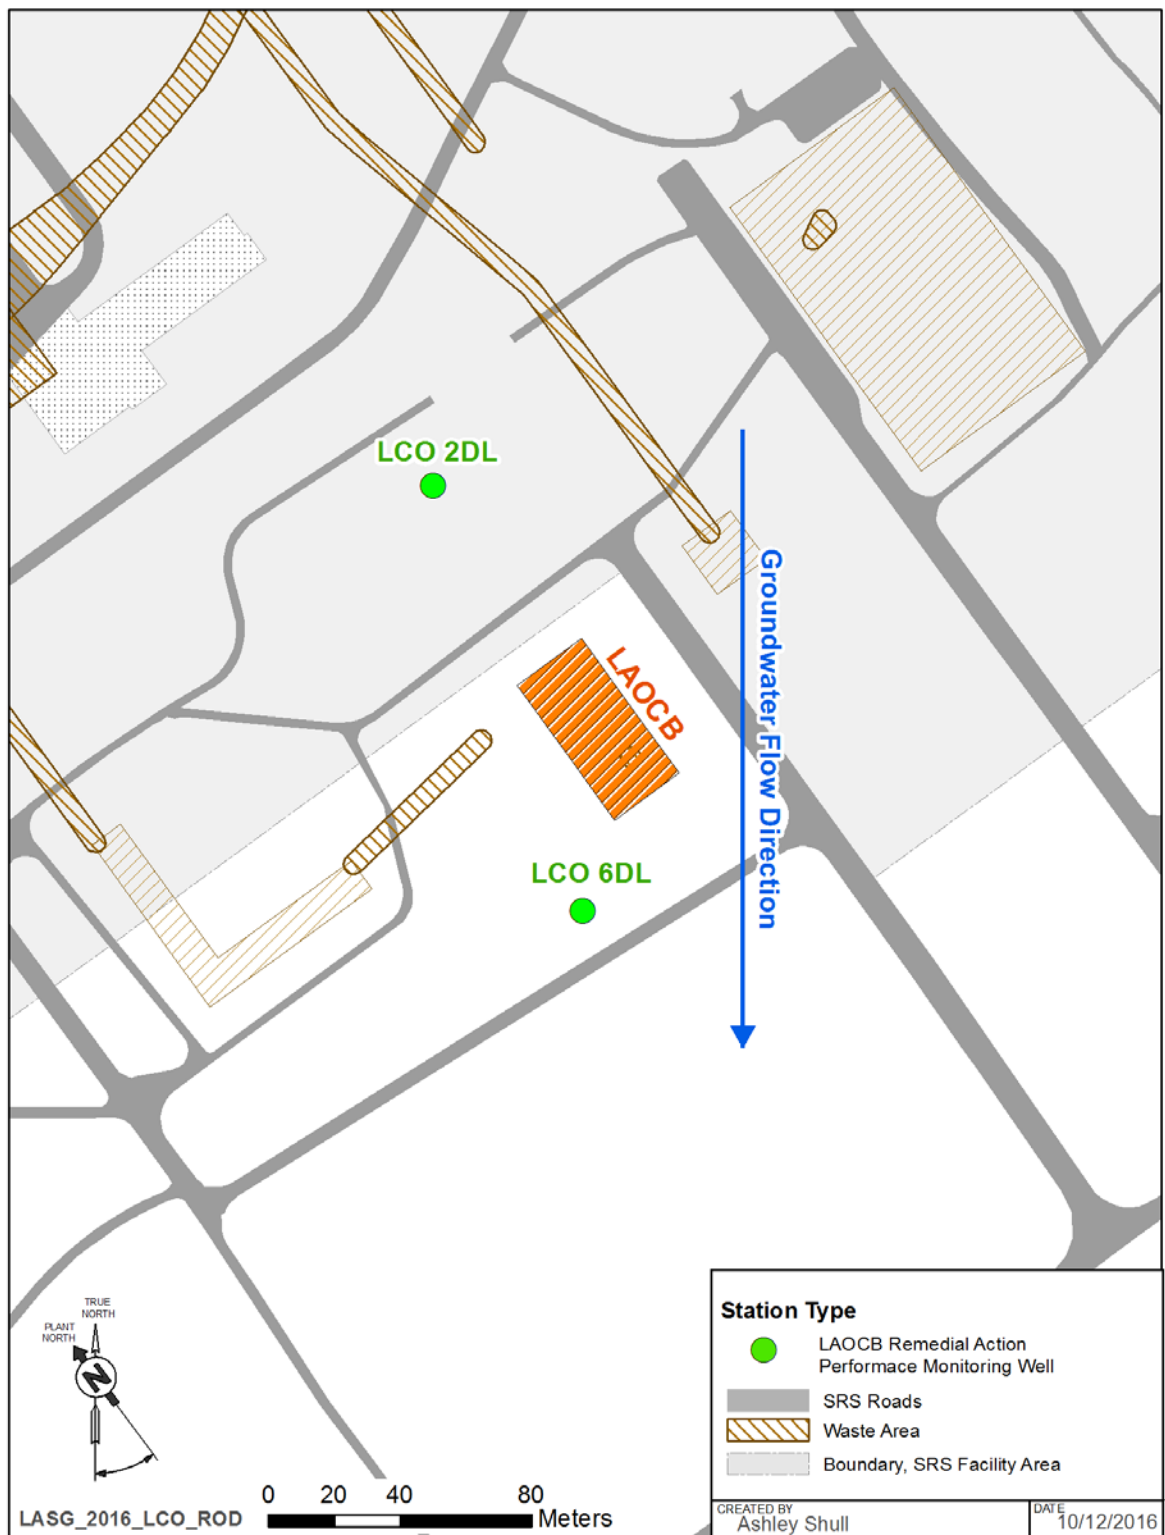 LCO 2DL
Groundwater Flow Direction
LAOCB
LCO 6DL
TRUE
NORTH
PLANT
NORTH
N
LASG_2016_LCO_ROD
0 20 40 80
Meters
Station Type
LAOCB Remedial Action
Performace Monitoring Well
SRS Roads
Waste Area
Boundary, SRS Facility Area
CREATED BY
Ashley Shull
DATE
10/12/2016